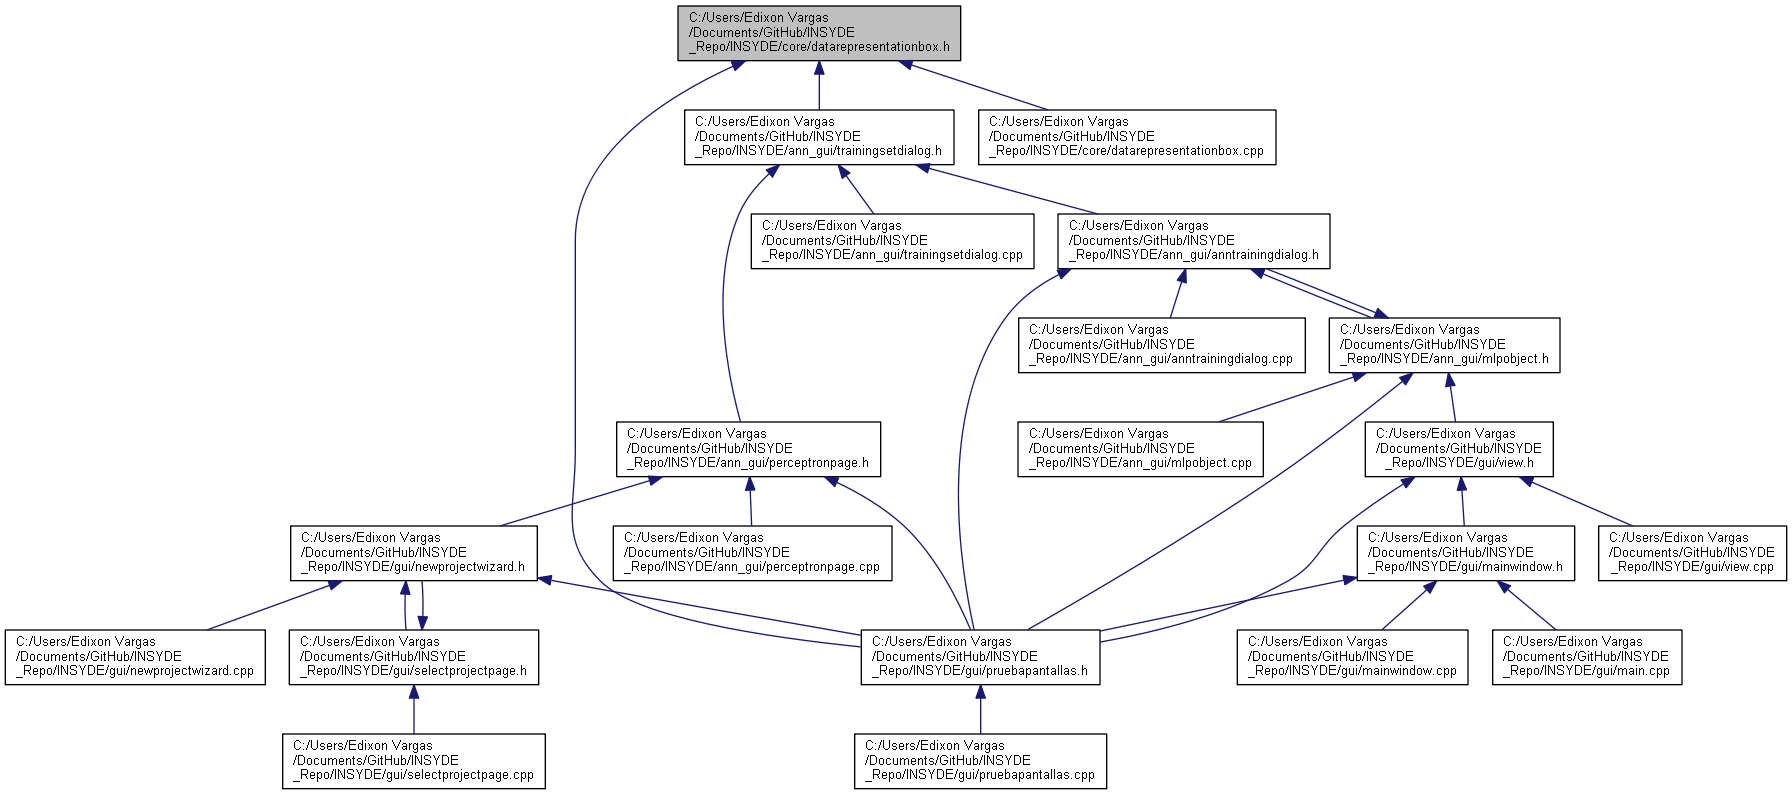 C:/Users/Edixon Vargas
/Documents/GitHub/INSYDE
_Repo/INSYDE/core/datarepresentationbox.h
C:/Users/Edixon Vargas
/Documents/GitHub/INSYDE
_Repo/INSYDE/ann_gui/trainingsetdialog.h
C:/Users/Edixon Vargas
/Documents/GitHub/INSYDE
_Repo/INSYDE/core/datarepresentationbox.cpp
C:/Users/Edixon Vargas
/Documents/GitHub/INSYDE
_Repo/INSYDE/ann_gui/trainingsetdialog.cpp
C:/Users/Edixon Vargas
/Documents/GitHub/INSYDE
_Repo/INSYDE/ann_gui/anntrainingdialog.h
C:/Users/Edixon Vargas
/Documents/GitHub/INSYDE
_Repo/INSYDE/ann_gui/anntrainingdialog.cpp
C:/Users/Edixon Vargas
/Documents/GitHub/INSYDE
_Repo/INSYDE/ann_gui/mlpobject.h
C:/Users/Edixon Vargas
/Documents/GitHub/INSYDE
_Repo/INSYDE/ann_gui/perceptronpage.h
C:/Users/Edixon Vargas
/Documents/GitHub/INSYDE
_Repo/INSYDE/ann_gui/mlpobject.cpp
C:/Users/Edixon Vargas
/Documents/GitHub/INSYDE
_Repo/INSYDE/gui/view.h
C:/Users/Edixon Vargas
/Documents/GitHub/INSYDE
_Repo/INSYDE/gui/newprojectwizard.h
C:/Users/Edixon Vargas
/Documents/GitHub/INSYDE
_Repo/INSYDE/ann_gui/perceptronpage.cpp
C:/Users/Edixon Vargas
/Documents/GitHub/INSYDE
_Repo/INSYDE/gui/mainwindow.h
C:/Users/Edixon Vargas
/Documents/GitHub/INSYDE
_Repo/INSYDE/gui/view.cpp
C:/Users/Edixon Vargas
/Documents/GitHub/INSYDE
_Repo/INSYDE/gui/newprojectwizard.cpp
C:/Users/Edixon Vargas
/Documents/GitHub/INSYDE
_Repo/INSYDE/gui/selectprojectpage.h
C:/Users/Edixon Vargas
/Documents/GitHub/INSYDE
_Repo/INSYDE/gui/pruebapantallas.h
C:/Users/Edixon Vargas
/Documents/GitHub/INSYDE
_Repo/INSYDE/gui/mainwindow.cpp
C:/Users/Edixon Vargas
/Documents/GitHub/INSYDE
_Repo/INSYDE/gui/main.cpp
C:/Users/Edixon Vargas
/Documents/GitHub/INSYDE
_Repo/INSYDE/gui/selectprojectpage.cpp
C:/Users/Edixon Vargas
/Documents/GitHub/INSYDE
_Repo/INSYDE/gui/pruebapantallas.cpp